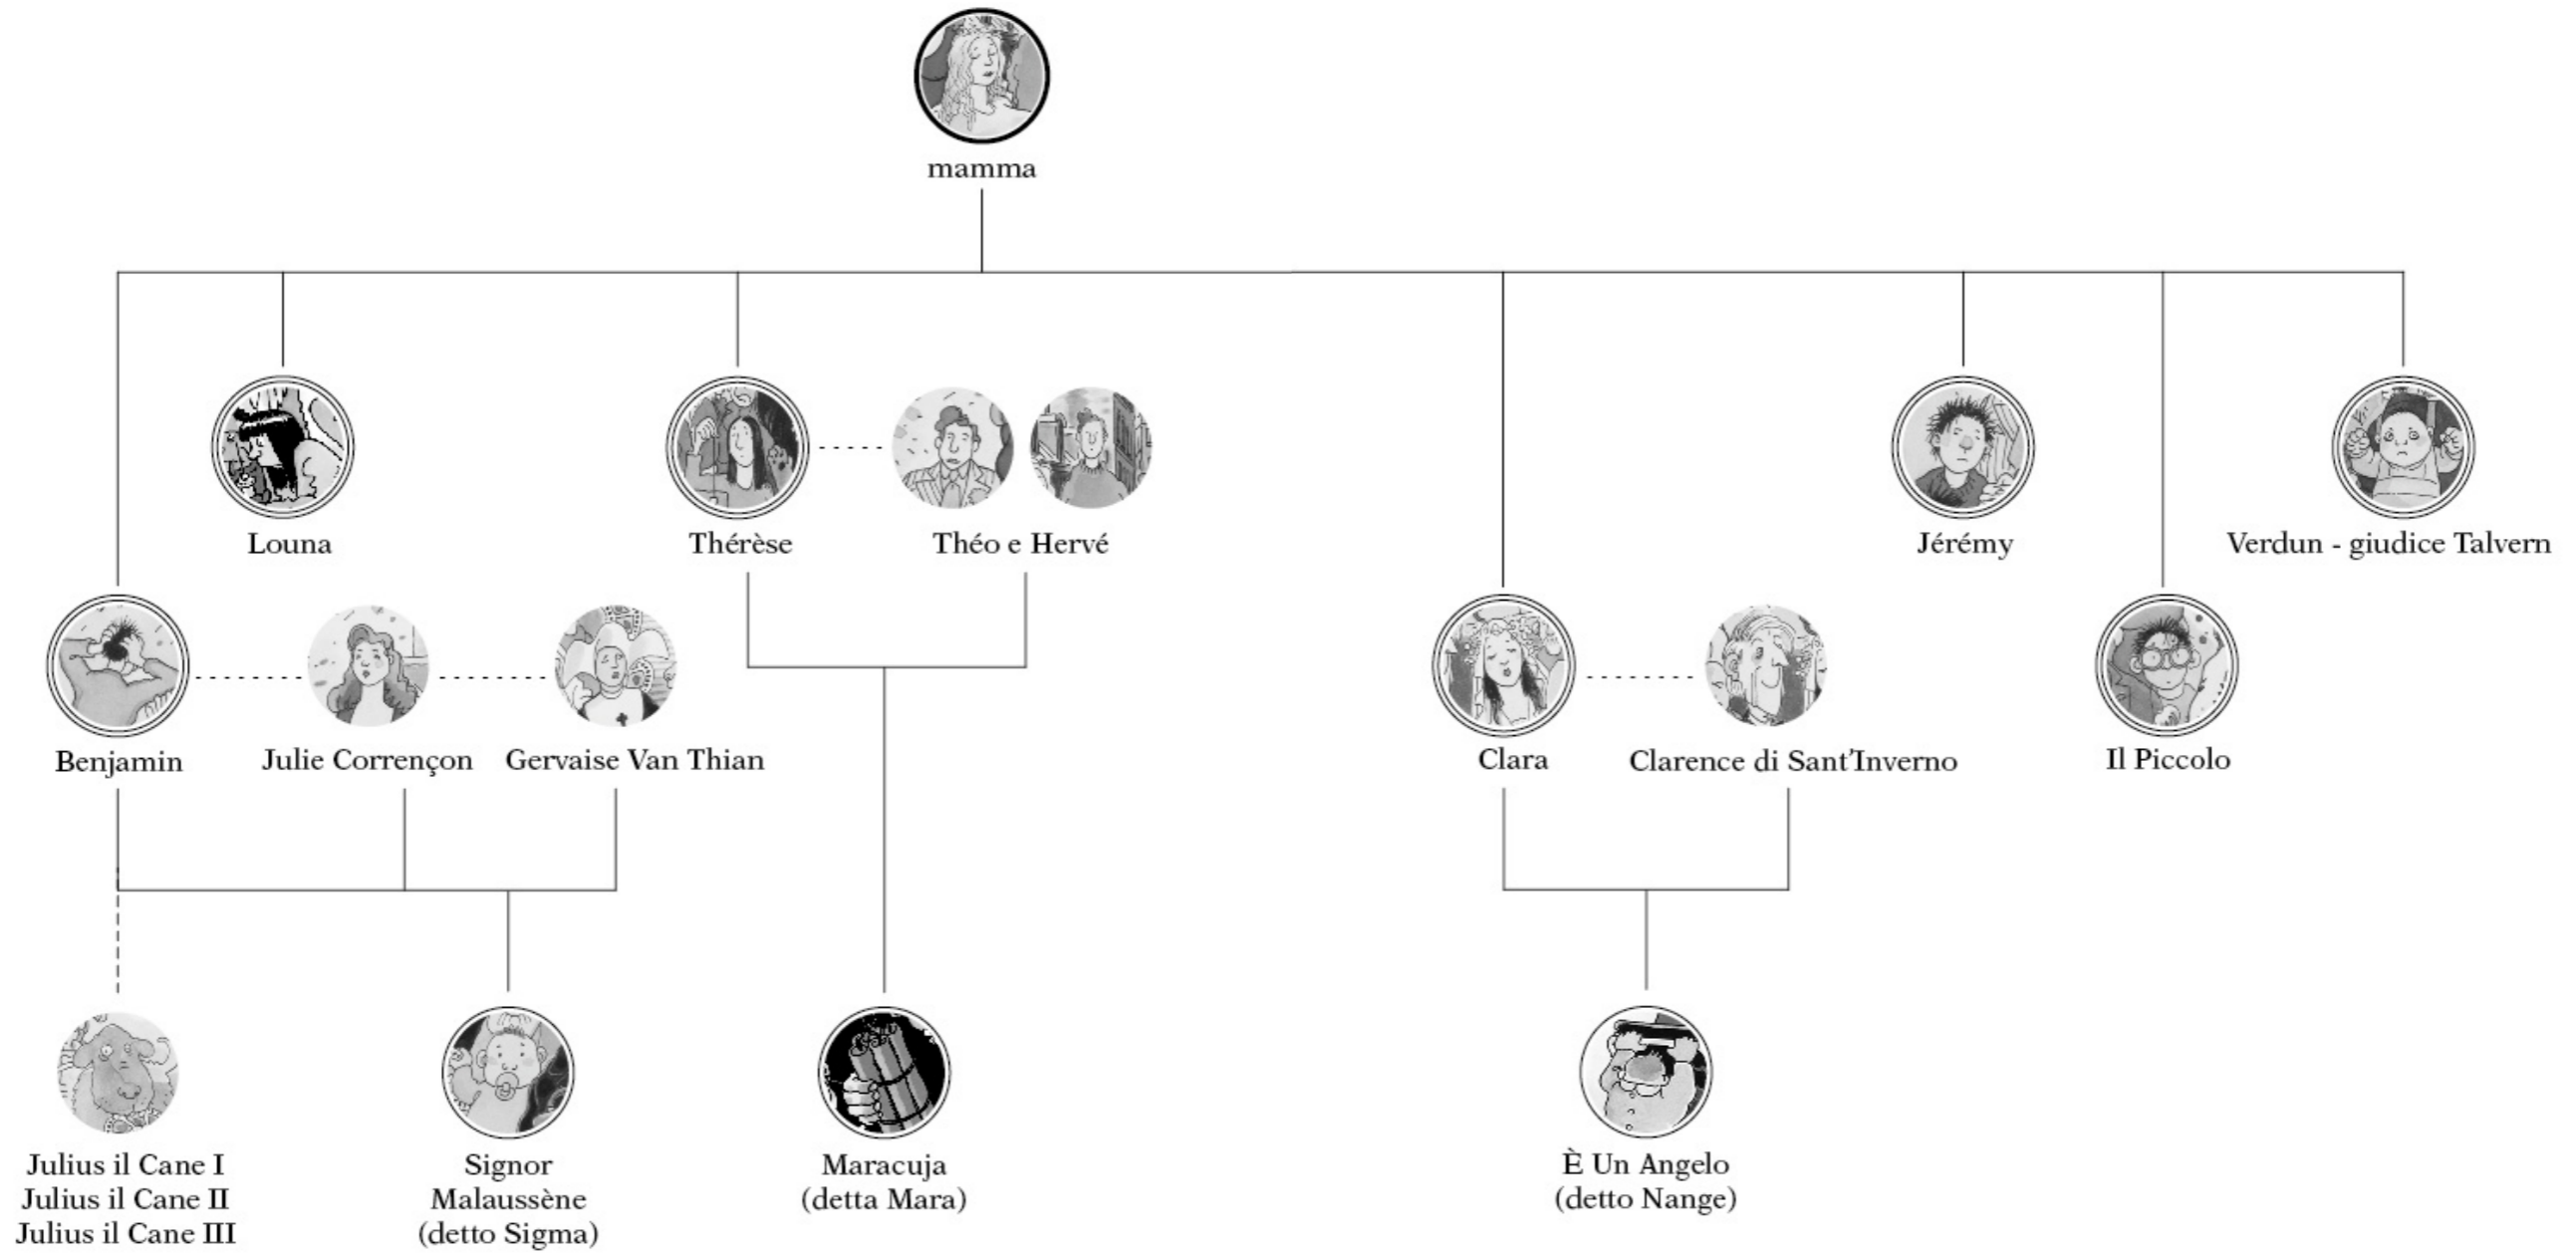 mamma
Louna
Thérèse
Théo e Hervé
Jérémy
Verdun - giudice Talvern
Benjamin
Julie Corrençon
Gervaise Van Thian
Clara
Clarence di Sant'Inverno
Il Piccolo
Julius il Cane I
Julius il Cane II
Julius il Cane III
Signor
Malaussène
(detto Sigma)
Maracuja
(detta Mara)
È Un Angelo
(detto Nange)